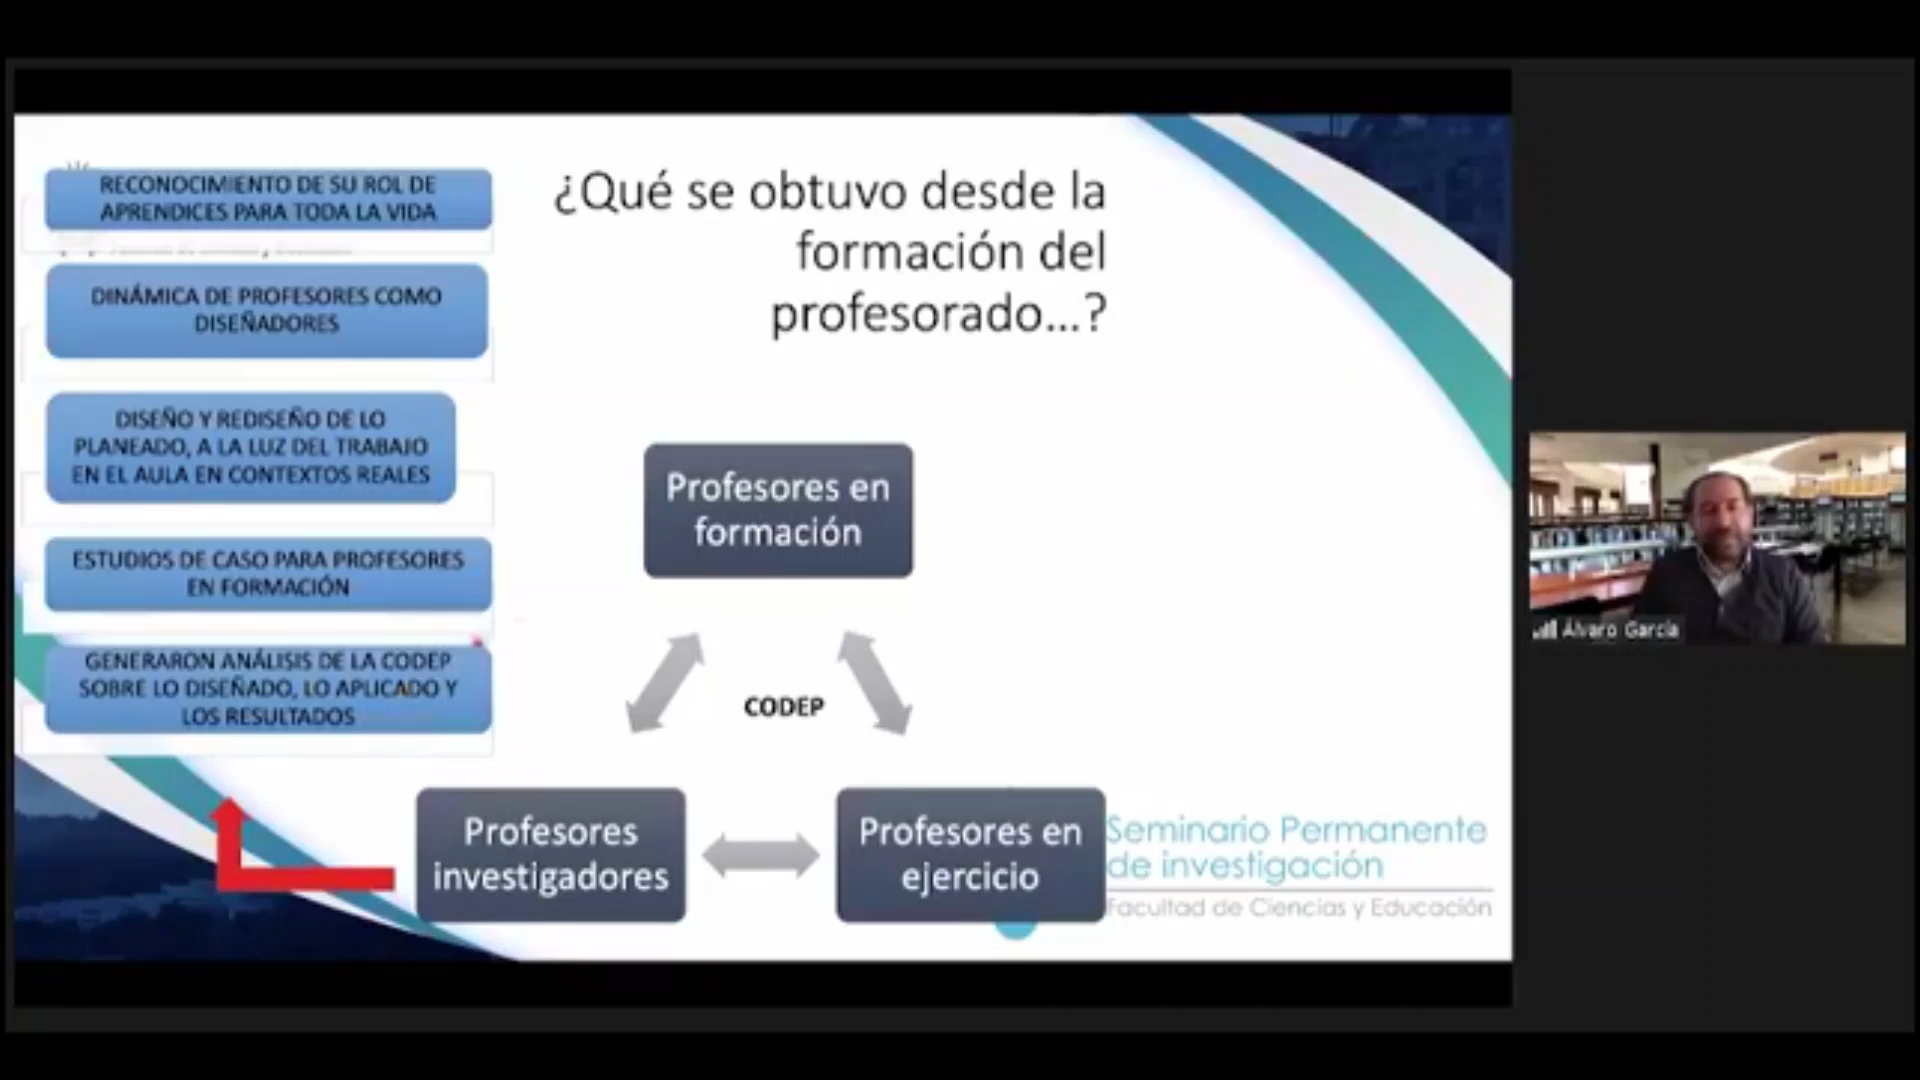 RECONOCIMIENTO DE SU ROL DE
APRENDICES PARA TODA LA VIDA
DINÁMICA DE PROFESORES COMO
DISEÑADORES
DISEÑO Y REDISEÑO DE LO
PLANEADO, A LA LUZ DEL TRABAJO
EN EL AULA EN CONTEXTOS REALES
ESTUDIOS DE CASO PARA PROFESORES
EN FORMACIÓN
GENERARON ANÁLISIS DE LA CODEP
SOBRE LO DISEÑADO, LO APLICADO Y
LOS RESULTADOS
¿Qué se obtuvo desde la
formación del
profesorado...?
Profesores en
formación
CODEP
Profesores
investigadores
Profesores en
ejercicio
Seminario Permanente
de investigación
Facultad de Ciencias y Educación
Álvaro García